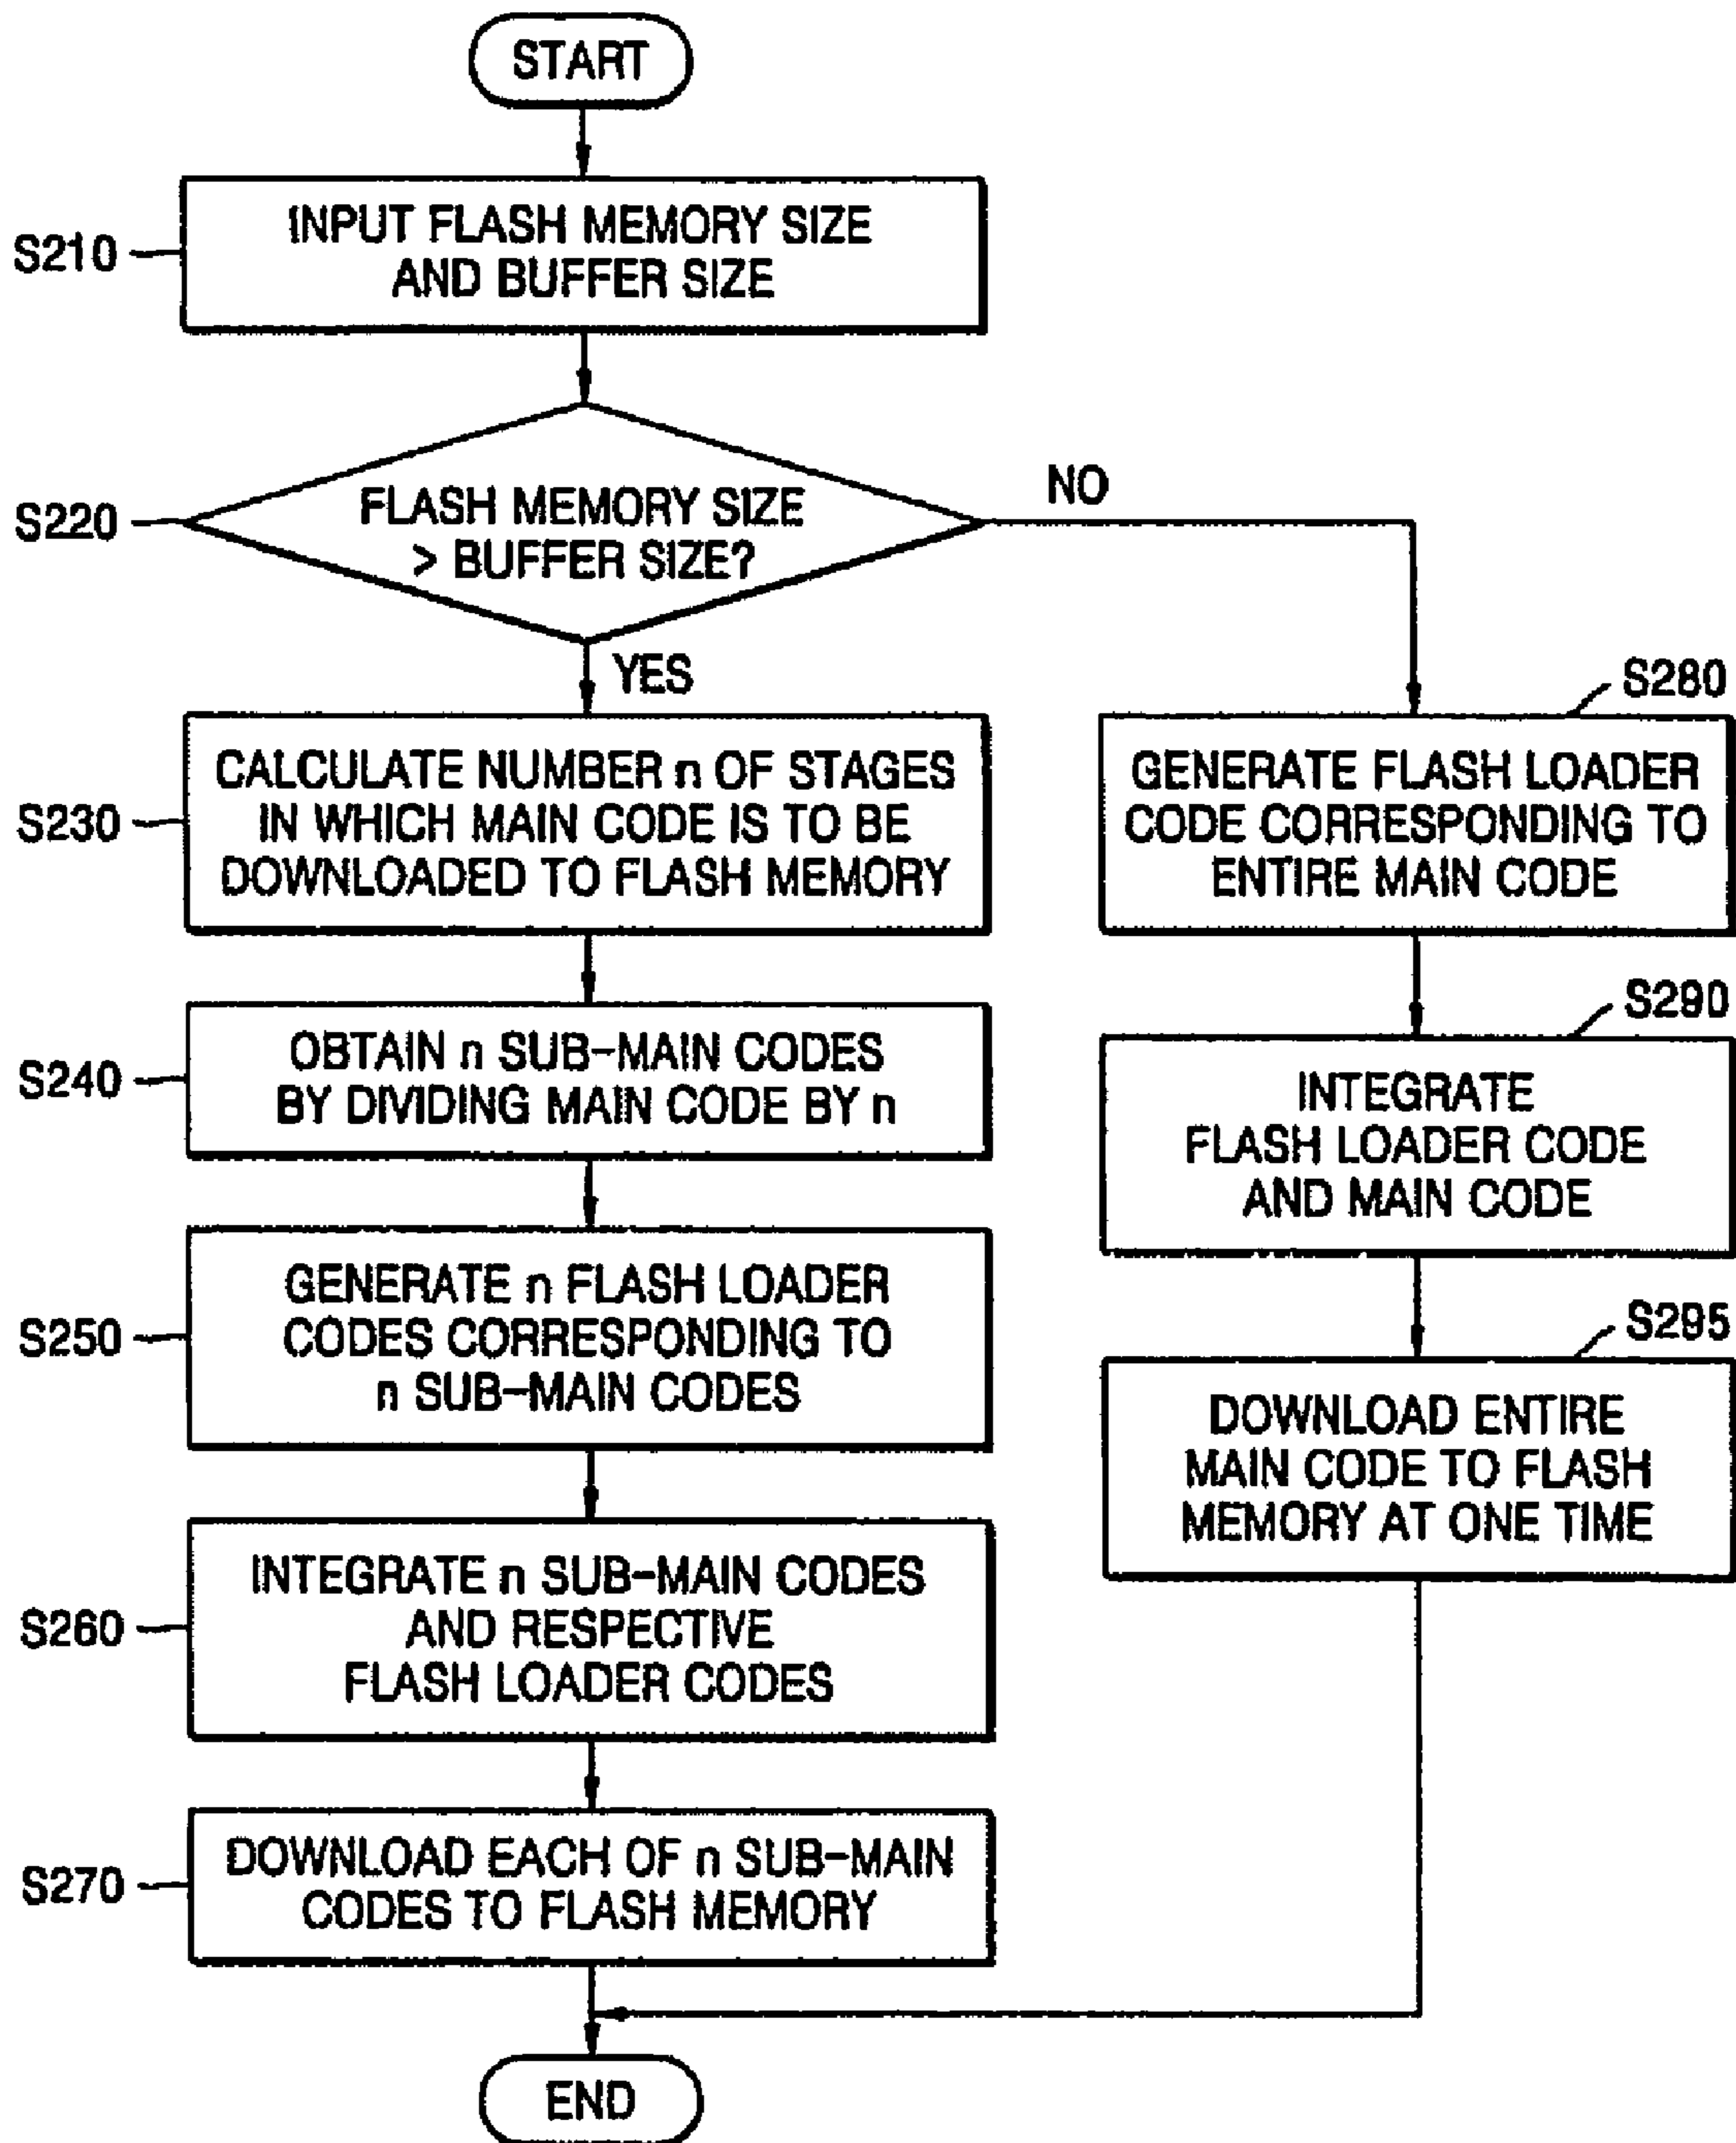 START
S210
INPUT FLASH MEMORY SIZE
AND BUFFER SIZE
S220
FLASH MEMORY SIZE
> BUFFER SIZE?
NO
YES
S230
CALCULATE NUMBER n OF STAGES
IN WHICH MAIN CODE IS TO BE
DOWNLOADED TO FLASH MEMORY
S240
OBTAIN n SUB-MAIN CODES
BY DIVIDING MAIN CODE BY n
S250
GENERATE n FLASH LOADER
CODES CORRESPONDING TO
n SUB-MAIN CODES
S260
INTEGRATE n SUB-MAIN CODES
AND RESPECTIVE
FLASH LOADER CODES
S270
DOWNLOAD EACH OF n SUB-MAIN
CODES TO FLASH MEMORY
S280
GENERATE FLASH LOADER
CODE CORRESPONDING TO
ENTIRE MAIN CODE
S290
INTEGRATE
FLASH LOADER CODE
AND MAIN CODE
S295
DOWNLOAD ENTIRE
MAIN CODE TO FLASH
MEMORY AT ONE TIME
END